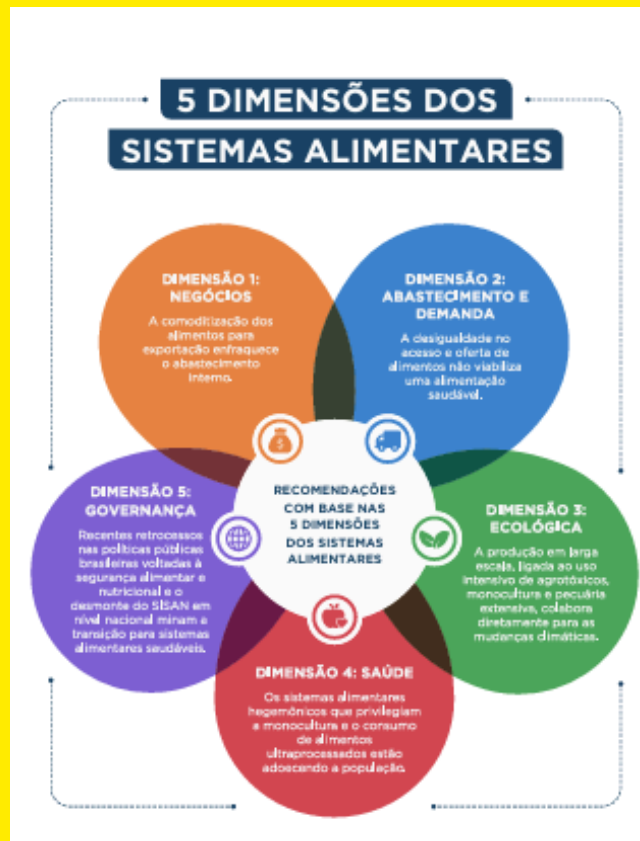 5 DIMENSÕES DOS
SISTEMAS ALIMENTARES
DIMENSÃO 1:
NEGÓCIOS
A comoditização dos
alimentos para
exportação enfraquece
o abastecimento
interno.
DIMENSÃO 2:
ABASTECIMENTO E
DEMANDA
A desigualdade no
acesso e oferta de
alimentos não viabiliza
uma alimentação
saudável.
RECOMENDAÇÕES
COM BASE NAS
5 DIMENSÕES
DOS SISTEMAS
ALIMENTARES
DIMENSÃO 3:
ECOLÓGICA
A produção em larga
escala, ligada ao uso
intensivo de agrotóxicos,
monocultura e pecuária
extensiva, colabora
diretamente para as
mudanças climáticas.
DIMENSÃO 4: SAÚDE
Os sistemas alimentares
hegemônicos que privilegiam
a monocultura e o consumo
de alimentos
ultraprocessados estão
adoecendo a população.
DIMENSÃO 5:
GOVERNANÇA
Recentes retrocessos
nas políticas públicas
brasileiras voltadas à
segurança alimentar e
nutricional e o
desmonte do SISAN em
nível nacional minam a
transição para sistemas
alimentares saudáveis.